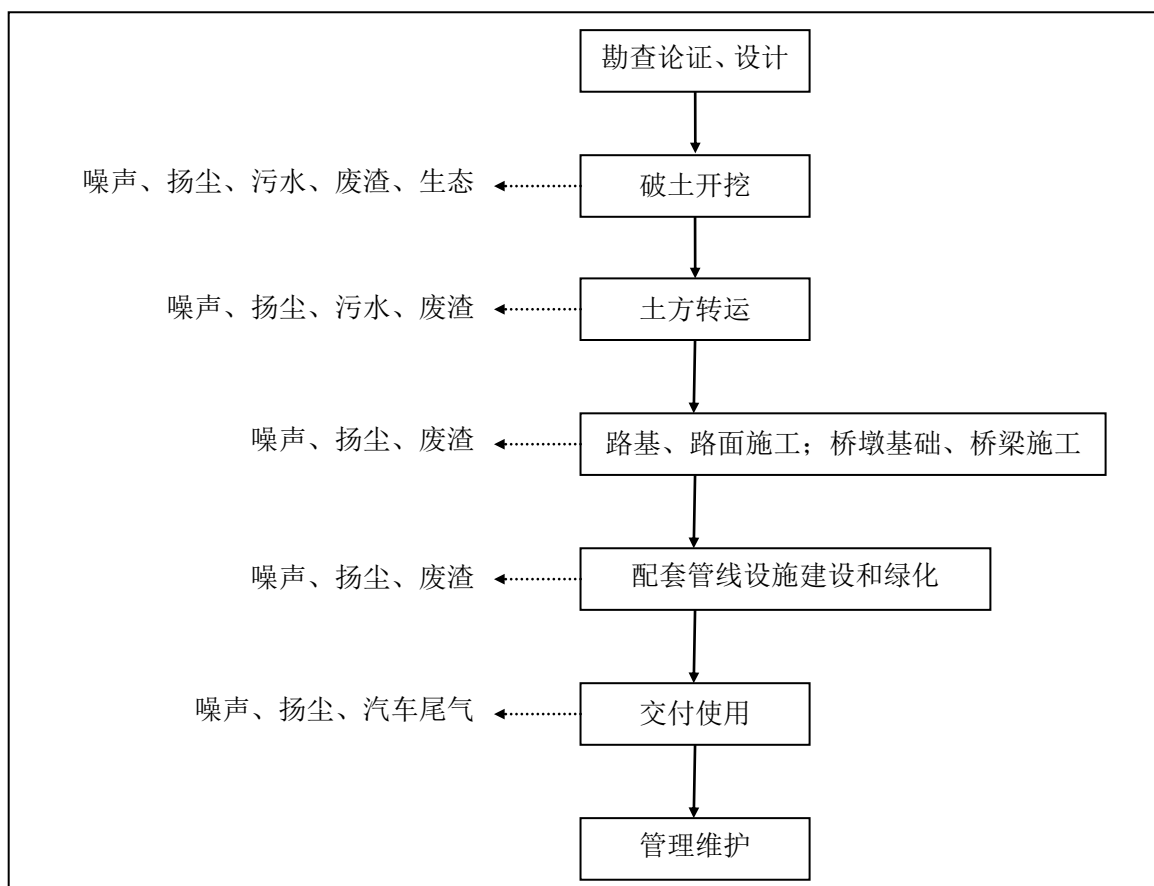 勘查论证、设计
噪声、扬尘、污水、废渣、生态
破土开挖
噪声、扬尘、污水、废渣
土方转运
噪声、扬尘、废渣
路基、路面施工；桥墩基础、桥梁施工
噪声、扬尘、废渣
配套管线设施建设和绿化
噪声、扬尘、汽车尾气
交付使用
管理维护